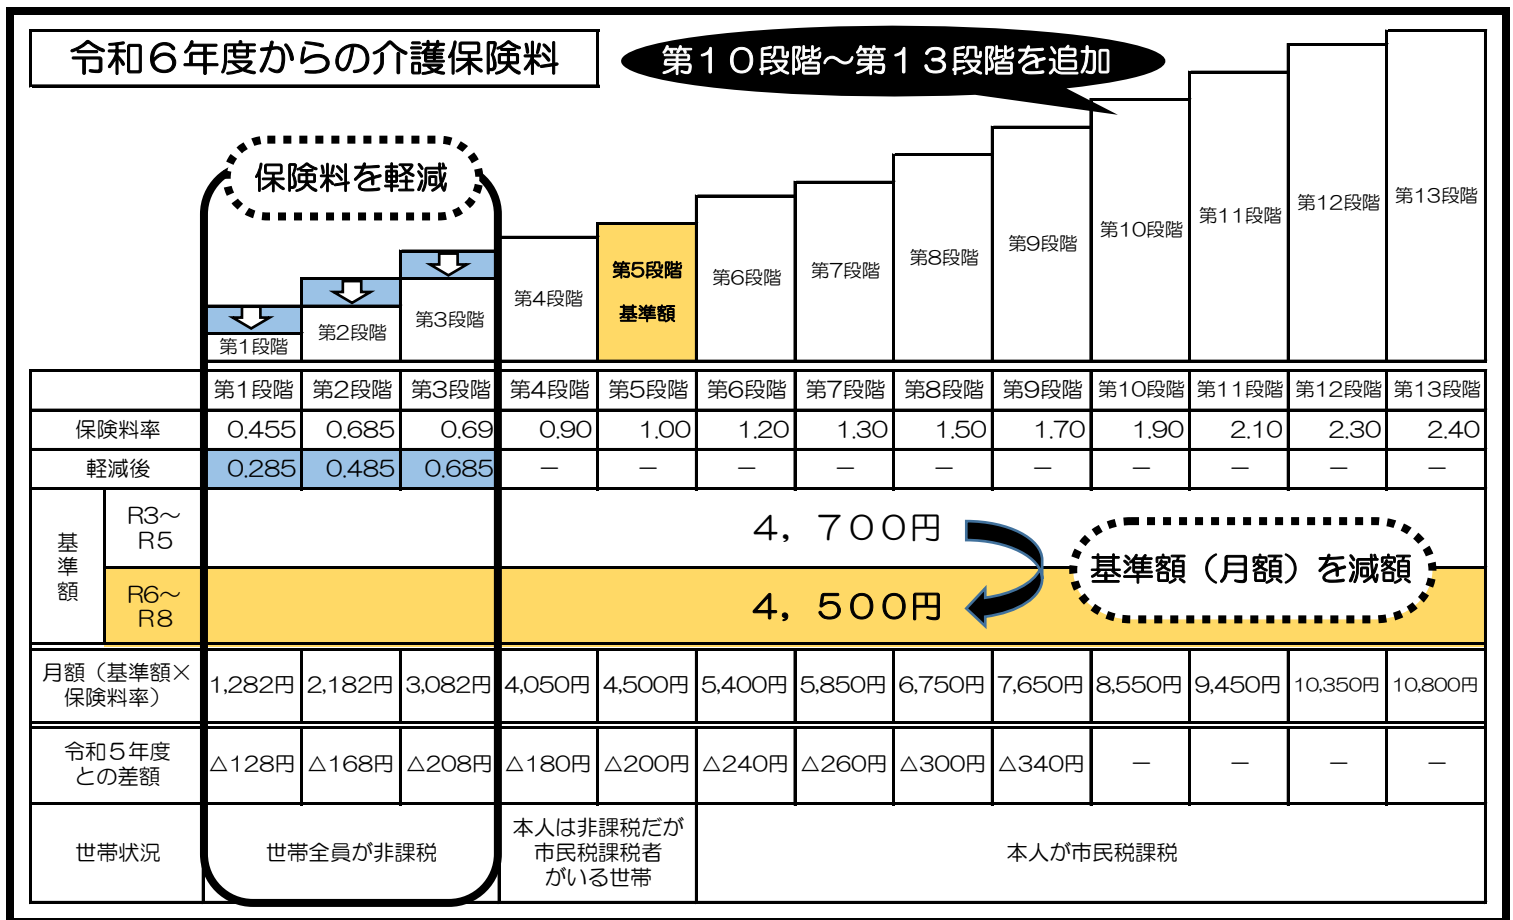 令和６年度からの介護保険料
第１０段階～第１３段階を追加
保険料を軽減
第1段階
第2段階
第3段階
第4段階
第5段階
基準額
第6段階
第7段階
第8段階
第9段階
第10段階
第11段階
第12段階
第13段階
第1段階 第2段階 第3段階 第4段階 第5段階 第6段階 第7段階 第8段階 第9段階 第10段階 第11段階 第12段階 第13段階
保険料率 0.455 0.685 0.69 0.90 1.00 1.20 1.30 1.50 1.70 1.90 2.10 2.30 2.40
軽減後 0.285 0.485 0.685 － － － － － － － － － －
基準額
R3～
R5
４，７００円
R6～
R8
４，５００円
基準額（月額）を減額
月額（基準額×
保険料率）
1,282円 2,182円 3,082円 4,050円 4,500円 5,400円 5,850円 6,750円 7,650円 8,550円 9,450円 10,350円 10,800円
令和５年度
との差額
△128円 △168円 △208円 △180円 △200円 △240円 △260円 △300円 △340円 － － － －
世帯状況
世帯全員が非課税
本人は非課税だが
市民税課税者
がいる世帯
本人が市民税課税